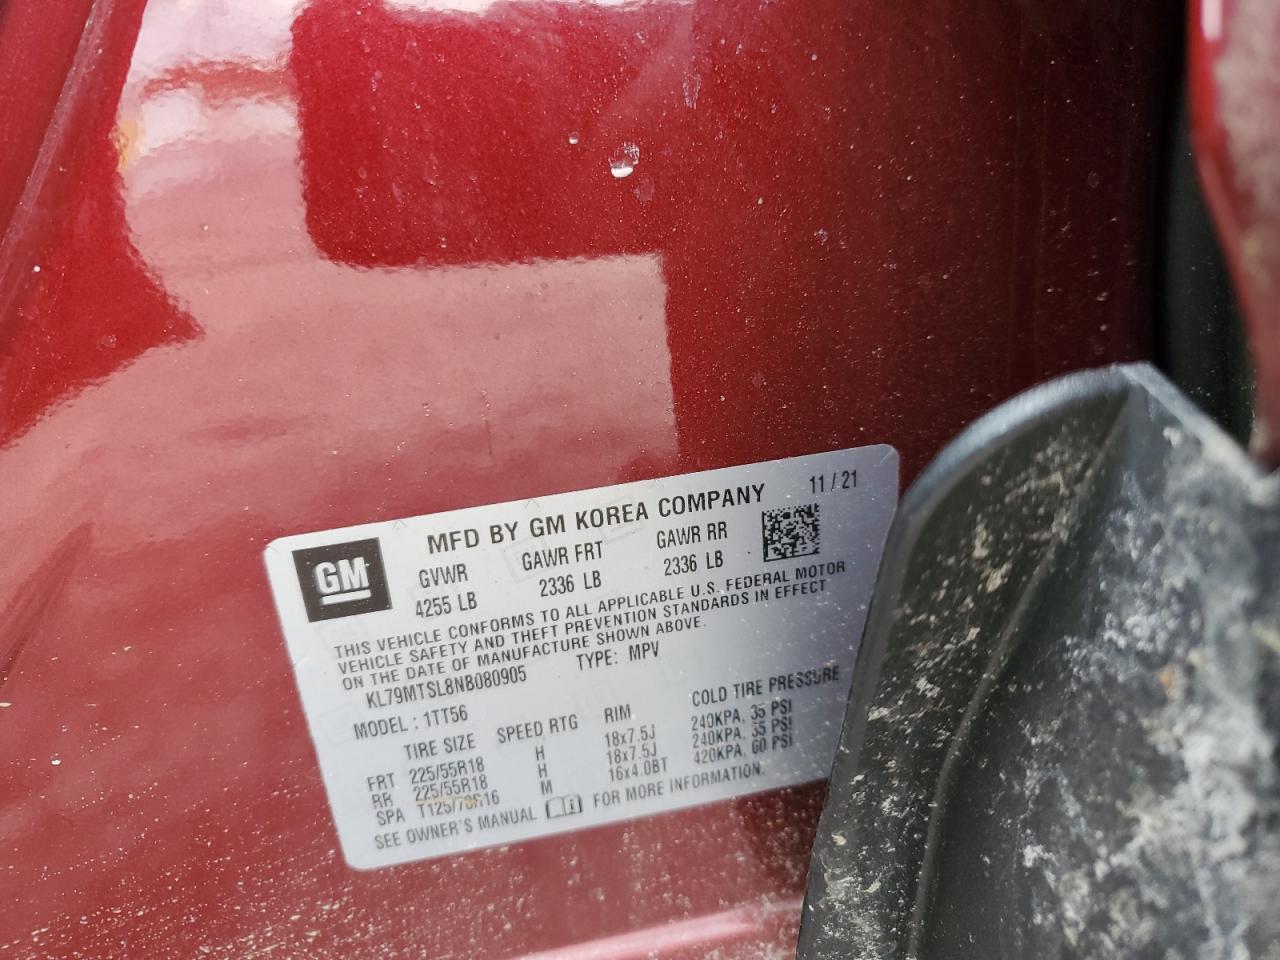 GM
MFD BY GM KOREA COMPANY 11 / 21
GVWR GAWR FRT GAWR RR
4255 LB 2336 LB 2336 LB
THIS VEHICLE CONFORMS TO ALL APPLICABLE U.S. FEDERAL MOTOR
VEHICLE SAFETY AND THEFT PREVENTION STANDARDS IN EFFECT
ON THE DATE OF MANUFACTURE SHOWN ABOVE.
KL79MTSL8NB080905 TYPE: MPV
MODEL : 1TT56
TIRE SIZE SPEED RTG RIM COLD TIRE PRESSURE
FRT 225/55R18 H 18x7.5J 240KPA, 35 PSI
RR 225/55R18 H 18x7.5J 240KPA, 35 PSI
SPA M 16x4.0BT 420KPA, 60 PSI
SEE OWNER'S MANUAL FOR MORE INFORMATION.